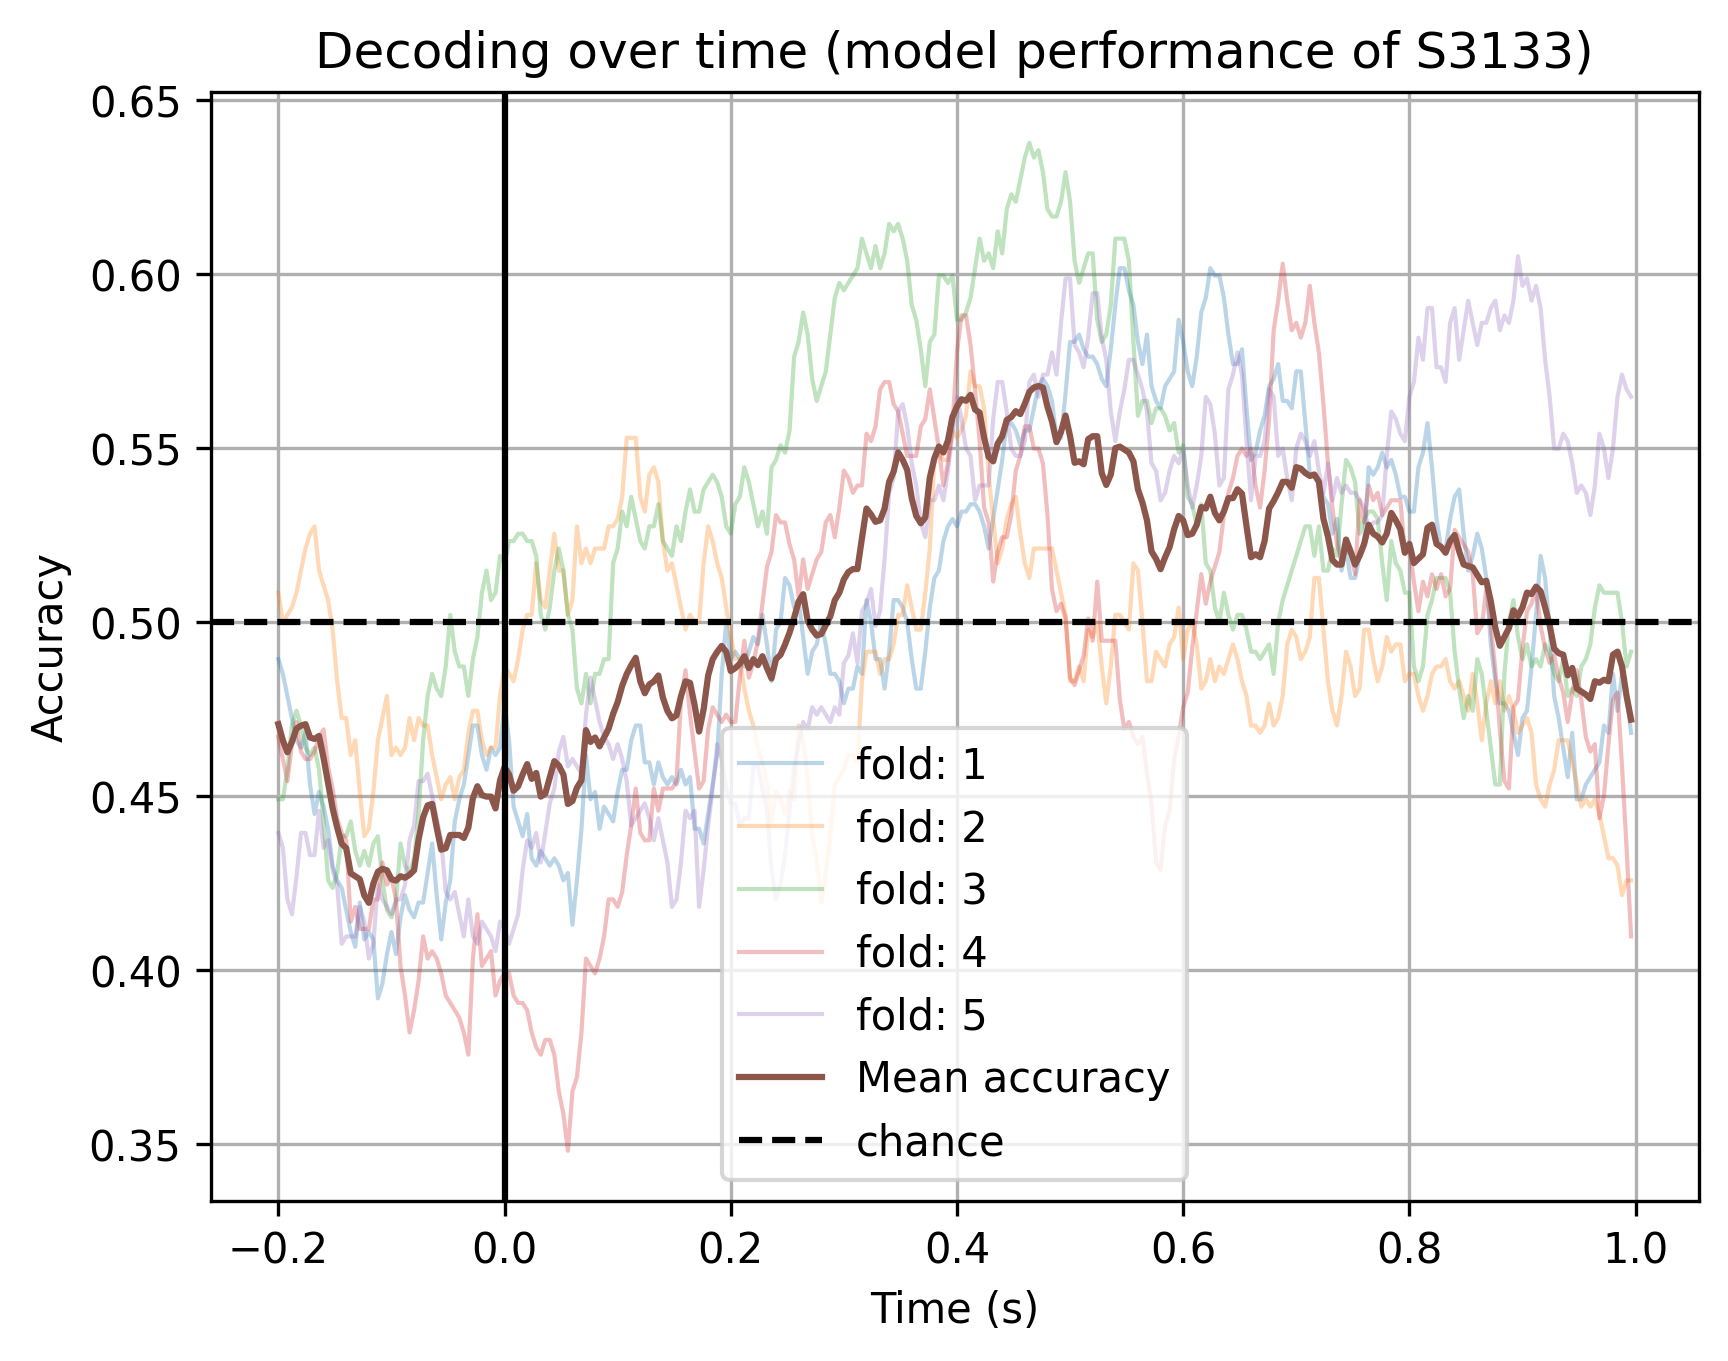 Decoding over time (model performance of S3133)
0.65
0.60
0.55
0.50
0.45
0.40
0.35
Accuracy
fold: 1
fold: 2
fold: 3
fold: 4
fold: 5
Mean accuracy
chance
−0.2 0.0 0.2 0.4 0.6 0.8 1.0
Time (s)